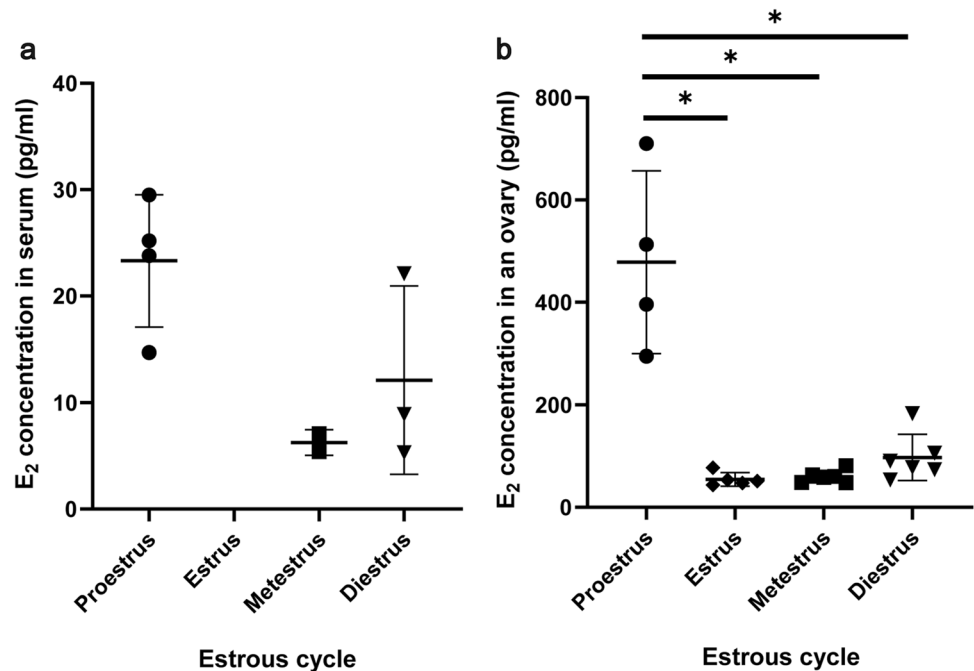 a
E₂ concentration in serum (pg/ml)
40
30
20
10
0
Proestrus
Estrus
Metestrus
Diestrus
Estrous cycle
b
*
*
*
E₂ concentration in an ovary (pg/ml)
800
600
400
200
0
Proestrus
Estrus
Metestrus
Diestrus
Estrous cycle